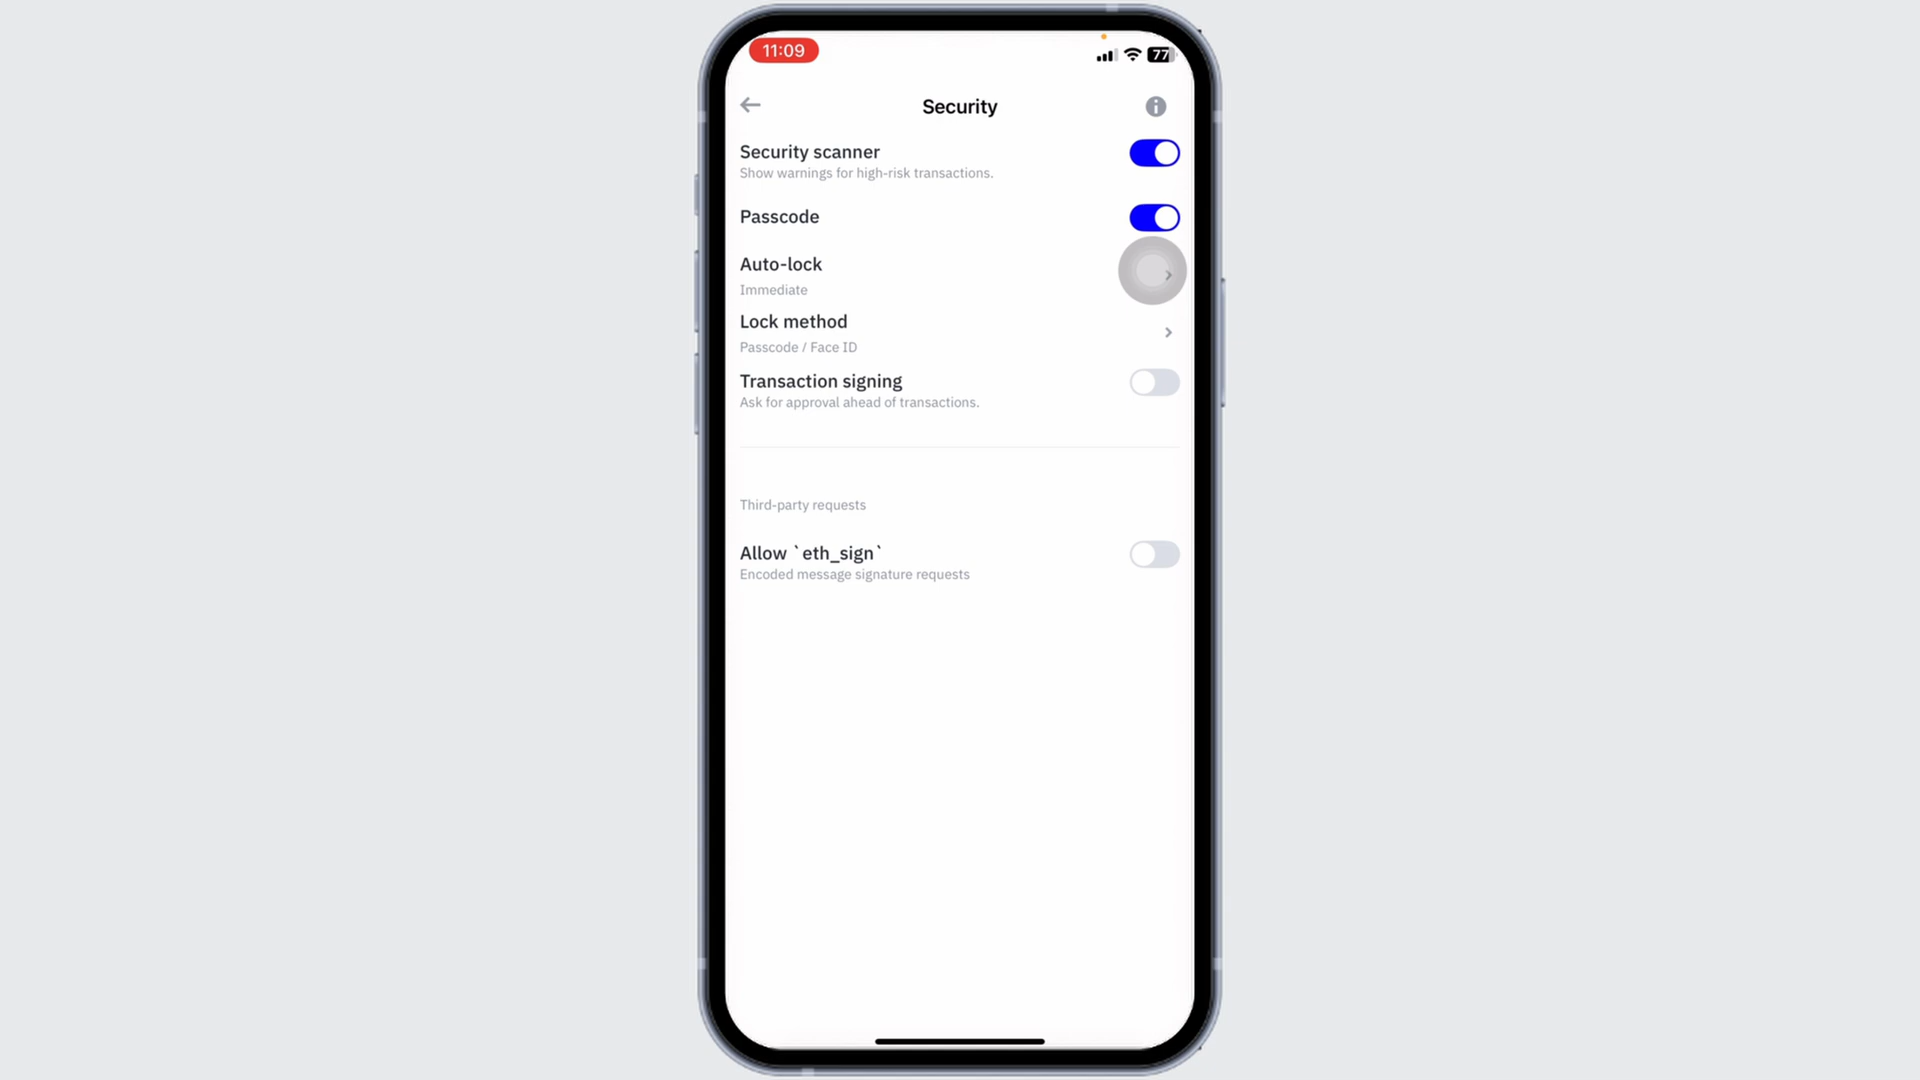 11:09
77
Security
Security scanner
Show warnings for high-risk transactions.
Passcode
Auto-lock
Immediate
Lock method
Passcode / Face ID
Transaction signing
Ask for approval ahead of transactions.
Third-party requests
Allow `eth_sign`
Encoded message signature requests